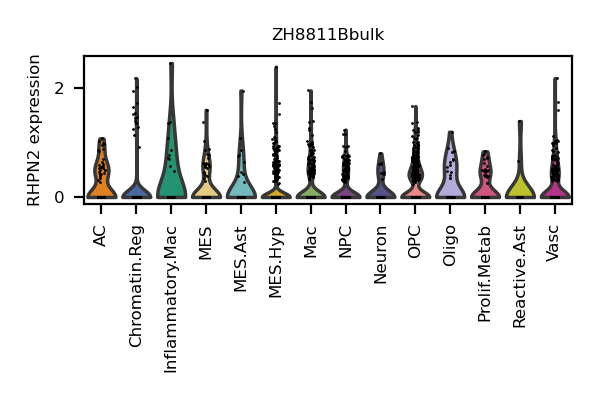 ZH8811Bbulk
RHPN2 expression
2
0
AC
Chromatin.Reg
Inflammatory.Mac
MES
MES.Ast
MES.Hyp
Mac
NPC
Neuron
OPC
Oligo
Prolif.Metab
Reactive.Ast
Vasc